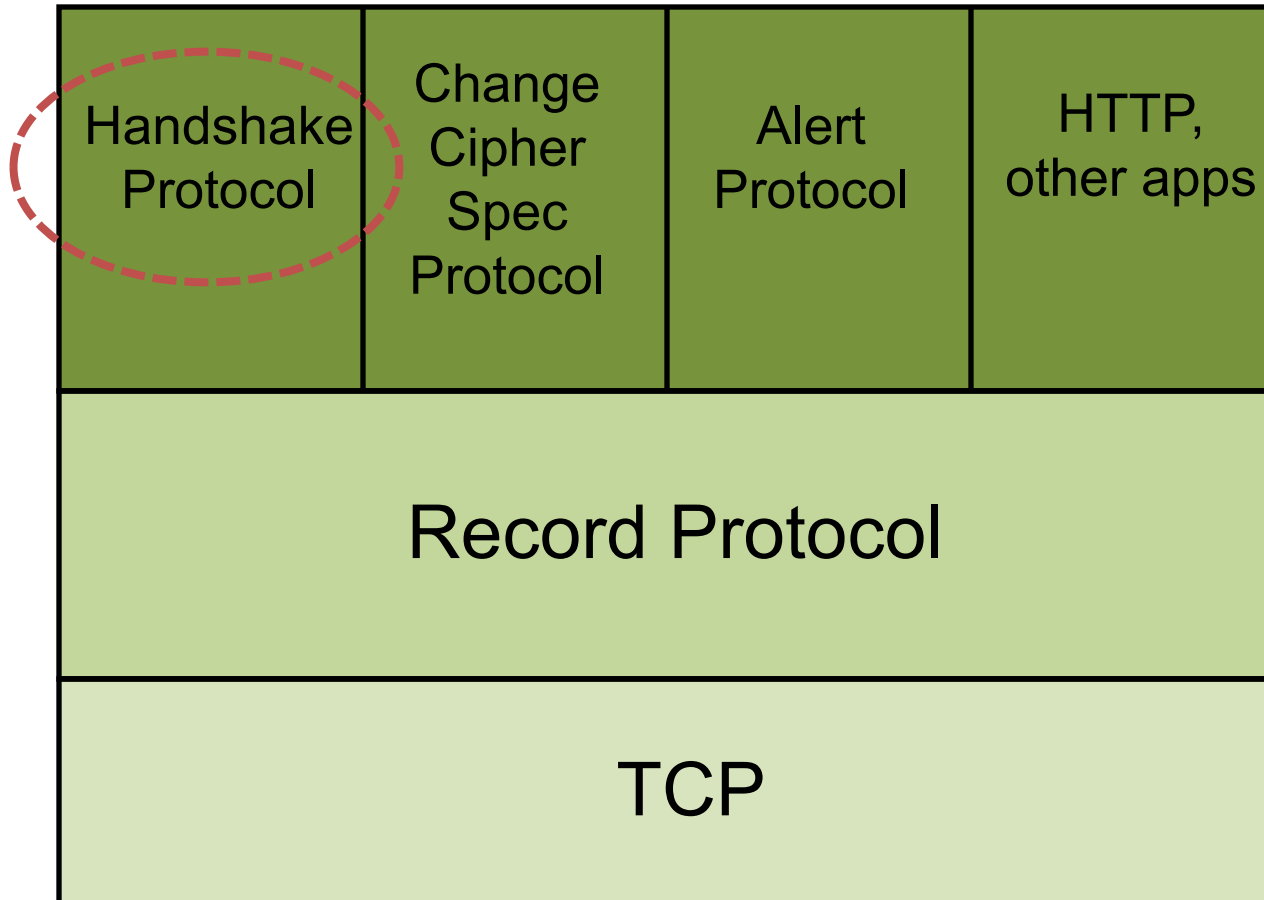 Handshake
Protocol
Change
Cipher
Spec
Protocol
Alert
Protocol
HTTP,
other apps
Record Protocol
TCP